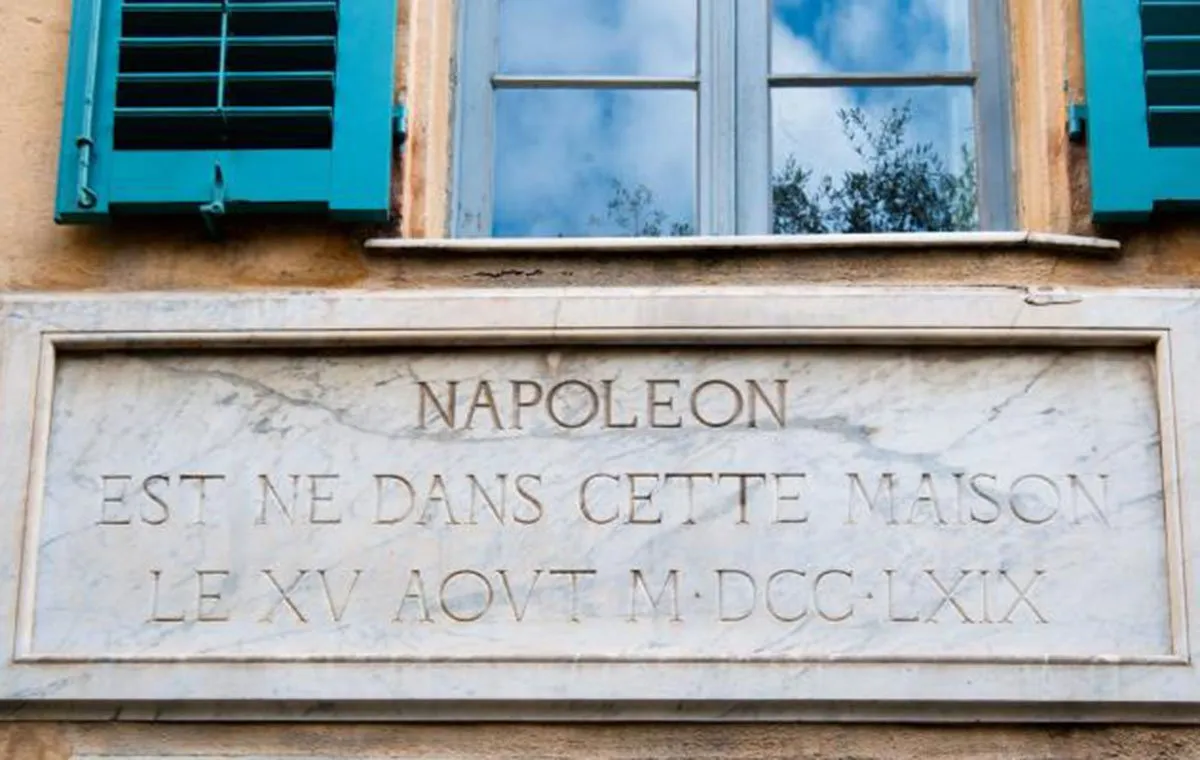 NAPOLEON
EST NE DANS CETTE MAISON
LE XV AOVT M·DCC·LXIX